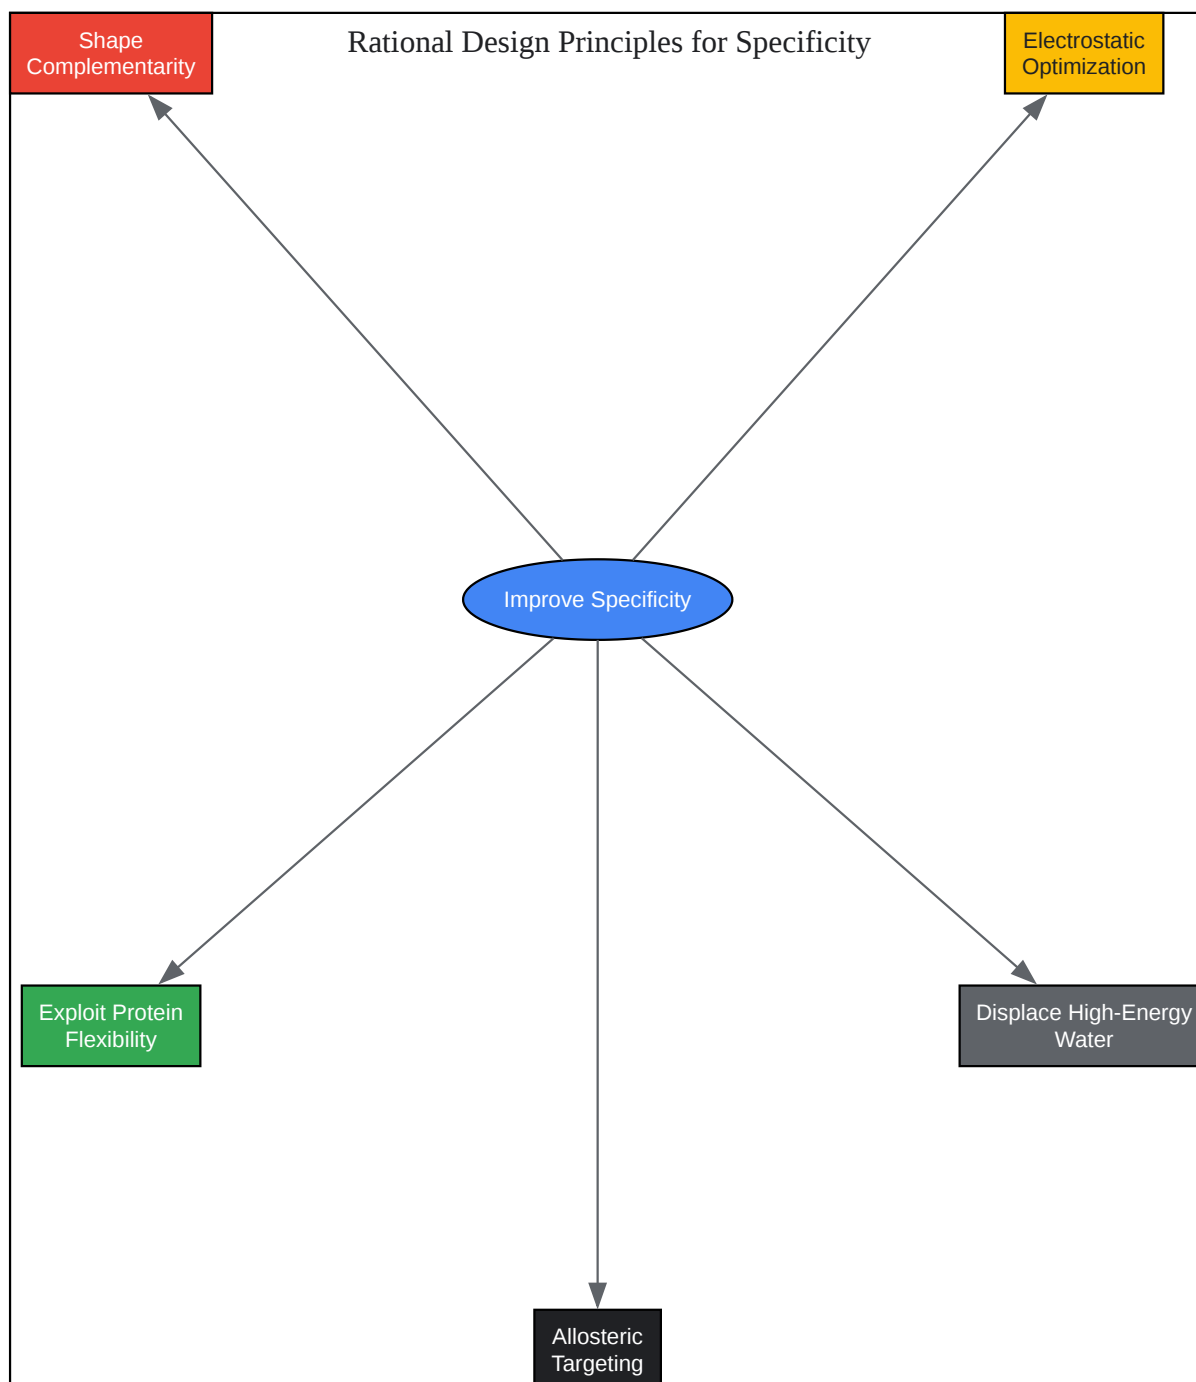 Shape
Complementarity
Rational Design Principles for Specificity
Electrostatic
Optimization
Improve Specificity
Exploit Protein
Flexibility
Displace High-Energy
Water
Allosteric
Targeting